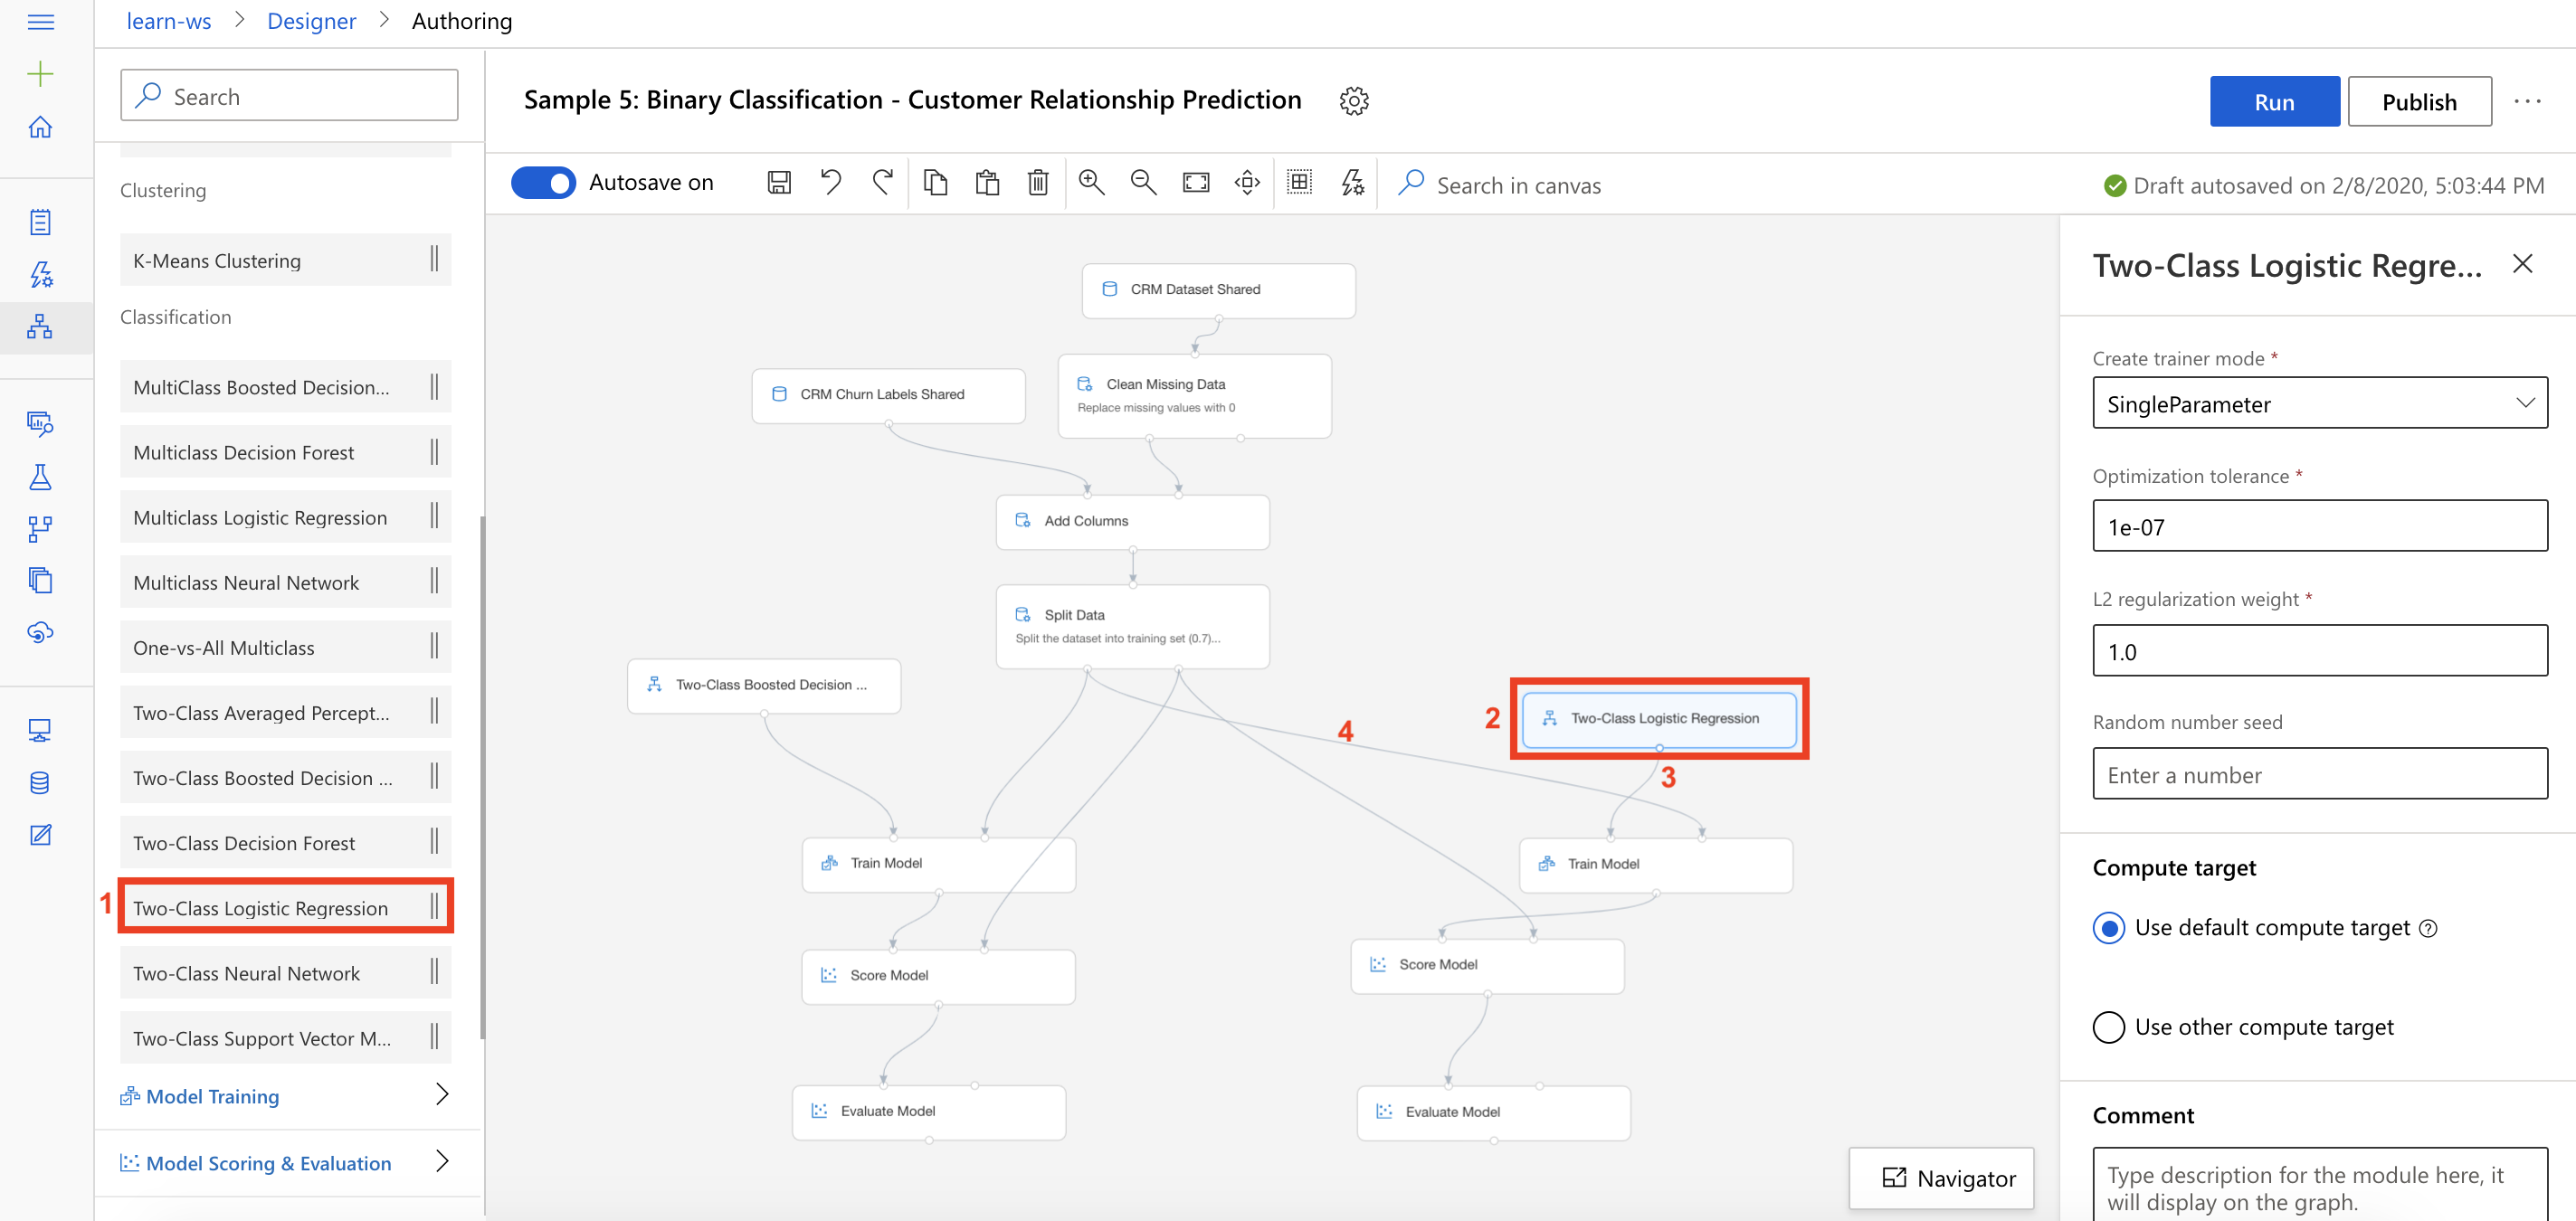 learn-ws > Designer > Authoring
Search
Clustering
K-Means Clustering
Classification
MultiClass Boosted Decision...
Multiclass Decision Forest
Multiclass Logistic Regression
Multiclass Neural Network
One-vs-All Multiclass
Two-Class Averaged Percept...
Two-Class Boosted Decision ...
Two-Class Decision Forest
1
Two-Class Logistic Regression
Two-Class Neural Network
Two-Class Support Vector M...
Model Training
Model Scoring & Evaluation
Sample 5: Binary Classification - Customer Relationship Prediction
Run
Publish
...
Autosave on
Search in canvas
Draft autosaved on 2/8/2020, 5:03:44 PM
CRM Dataset Shared
CRM Churn Labels Shared
Clean Missing Data
Replace missing values with 0
Add Columns
Split Data
Split the dataset into training set (0.7)...
Two-Class Boosted Decision ...
2
Two-Class Logistic Regression
4
3
Train Model
Train Model
Score Model
Score Model
Evaluate Model
Evaluate Model
Navigator
Two-Class Logistic Regre...
Create trainer mode *
SingleParameter
Optimization tolerance *
1e-07
L2 regularization weight *
1.0
Random number seed
Enter a number
Compute target
Use default compute target ?
Use other compute target
Comment
Type description for the module here, it
will display on the graph.